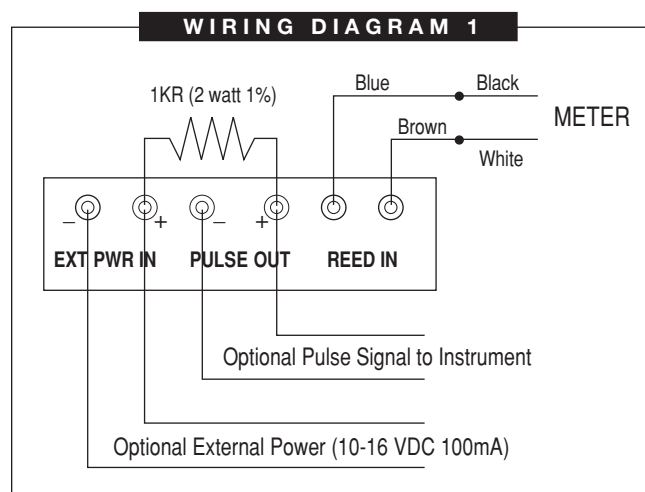 WIRING DIAGRAM 1
1KR (2 watt 1%)
Blue
Black
METER
Brown
White
– + – +
EXT PWR IN
PULSE OUT
REED IN
Optional Pulse Signal to Instrument
Optional External Power (10-16 VDC 100mA)